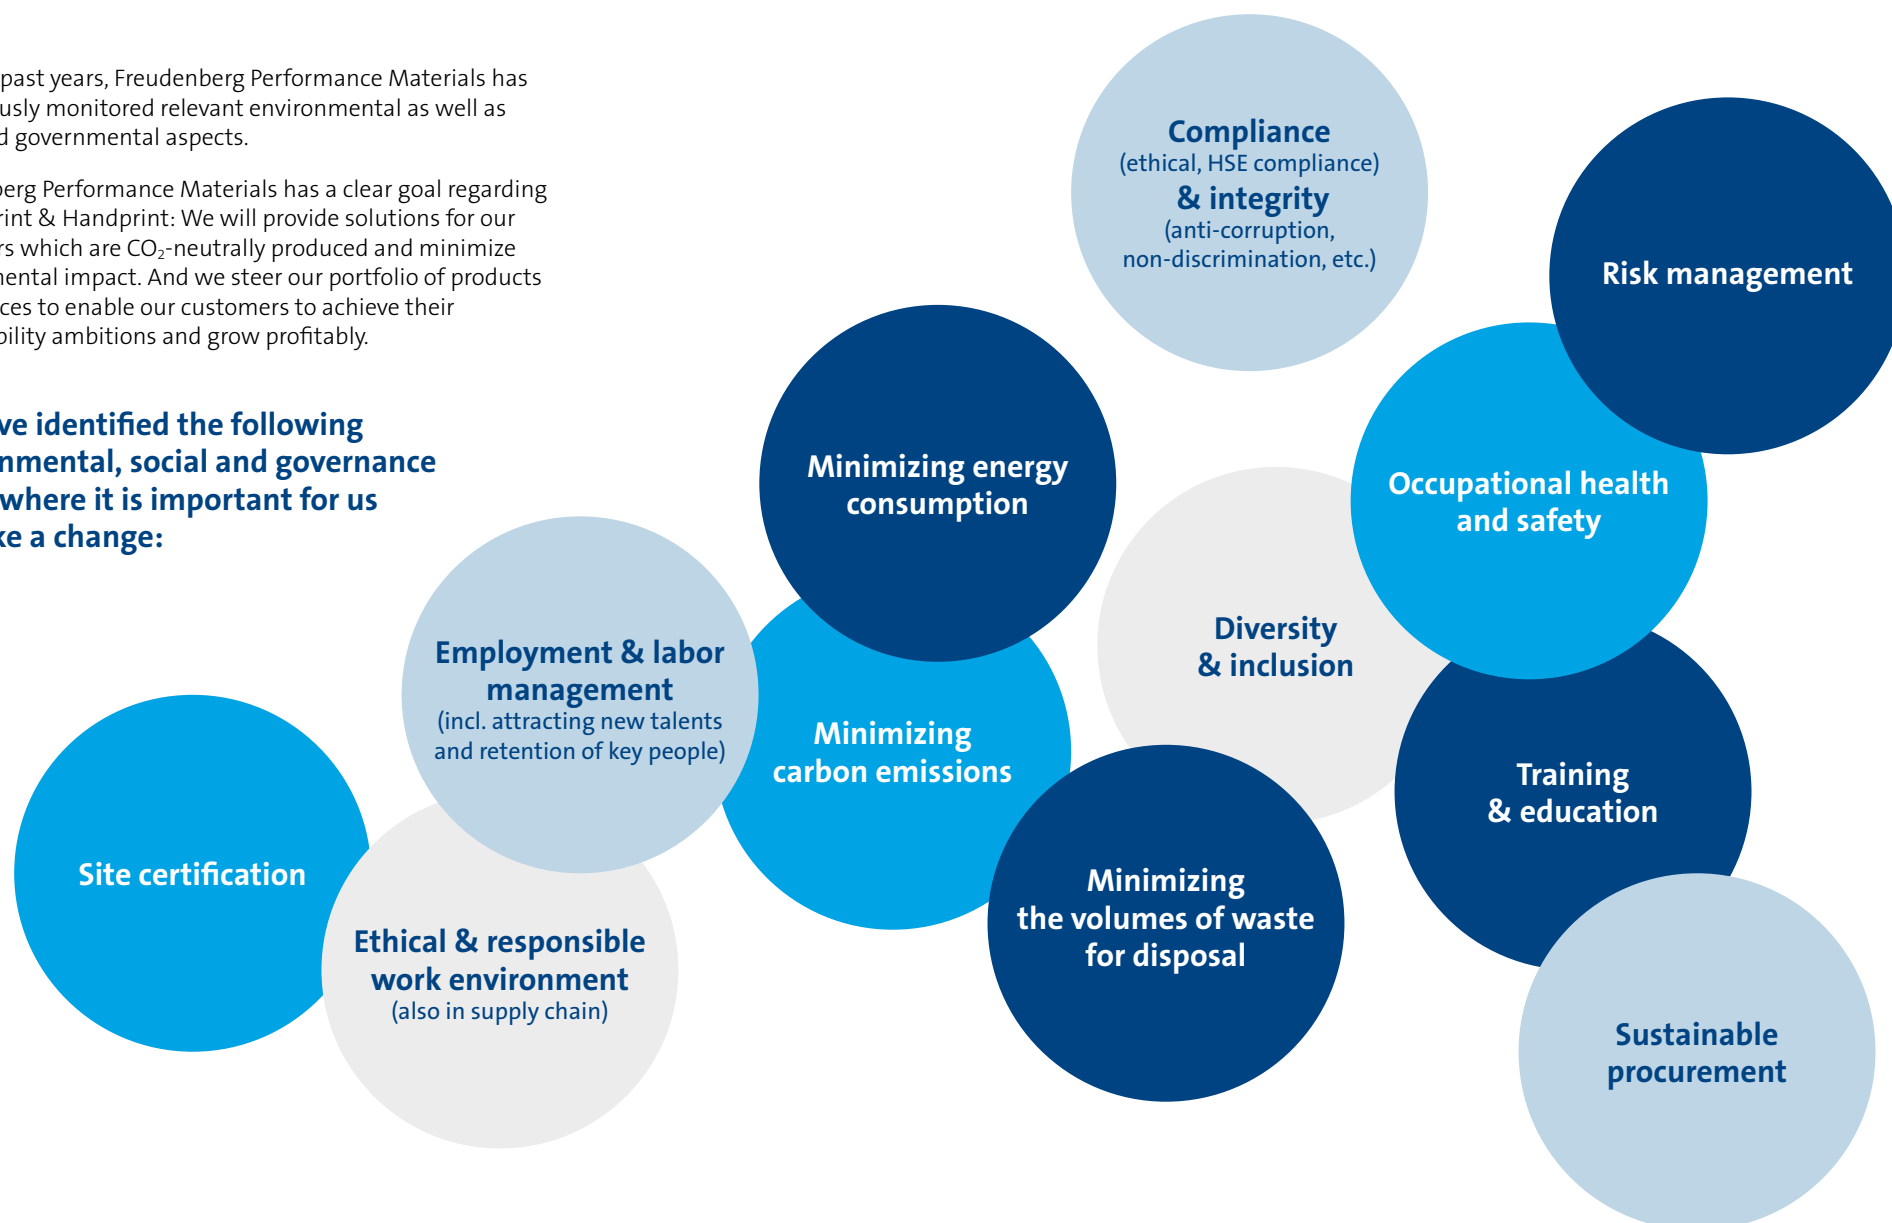 past years, Freudenberg Performance Materials has
usly monitored relevant environmental as well as
d governmental aspects.
berg Performance Materials has a clear goal regarding
rint & Handprint: We will provide solutions for our
rs which are CO₂-neutrally produced and minimize
mental impact. And we steer our portfolio of products
ces to enable our customers to achieve their
bility ambitions and grow profitably.
ve identified the following
nmental, social and governance
where it is important for us
ke a change:
Compliance
(ethical, HSE compliance)
& integrity
(anti-corruption,
non-discrimination, etc.)
Risk management
Minimizing energy
consumption
Occupational health
and safety
Diversity
& inclusion
Employment & labor
management
(incl. attracting new talents
and retention of key people)
Minimizing
carbon emissions
Training
& education
Site certification
Minimizing
the volumes of waste
for disposal
Ethical & responsible
work environment
(also in supply chain)
Sustainable
procurement